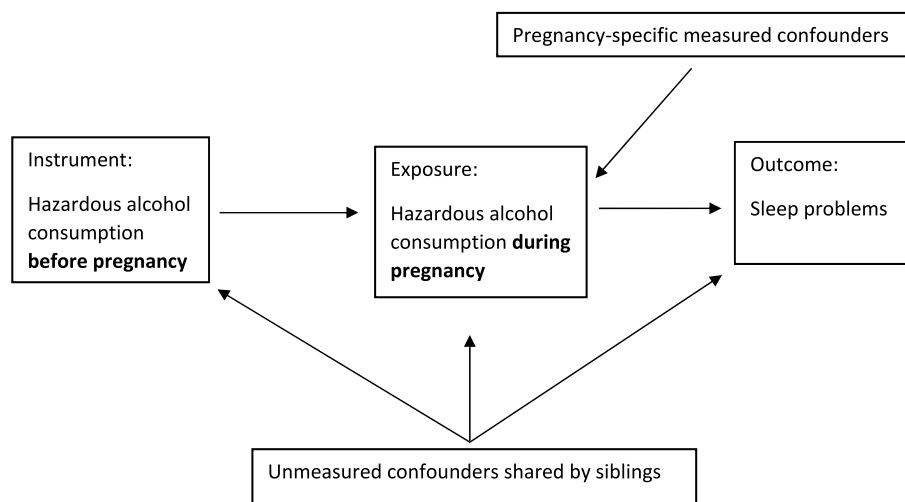 Pregnancy-specific measured confounders
Instrument:
Hazardous alcohol
consumption
before pregnancy
Exposure:
Hazardous alcohol
consumption during
pregnancy
Outcome:
Sleep problems
Unmeasured confounders shared by siblings